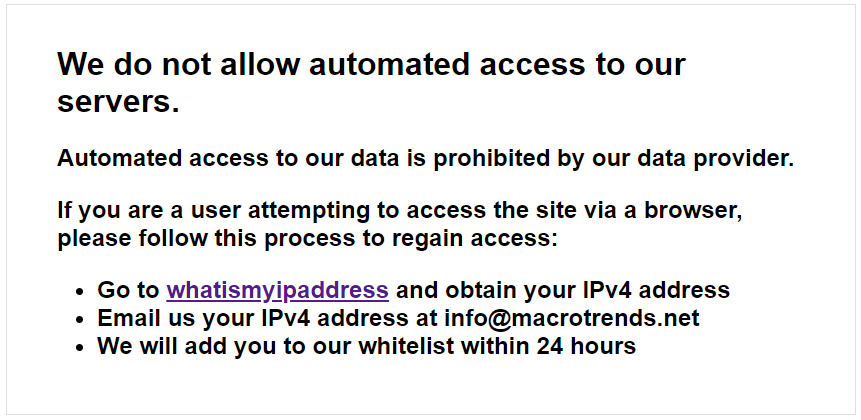 We do not allow automated access to our
servers.
Automated access to our data is prohibited by our data provider.
If you are a user attempting to access the site via a browser,
please follow this process to regain access:
• Go to whatismyipaddress and obtain your IPv4 address
• Email us your IPv4 address at info@macrotrends.net
• We will add you to our whitelist within 24 hours